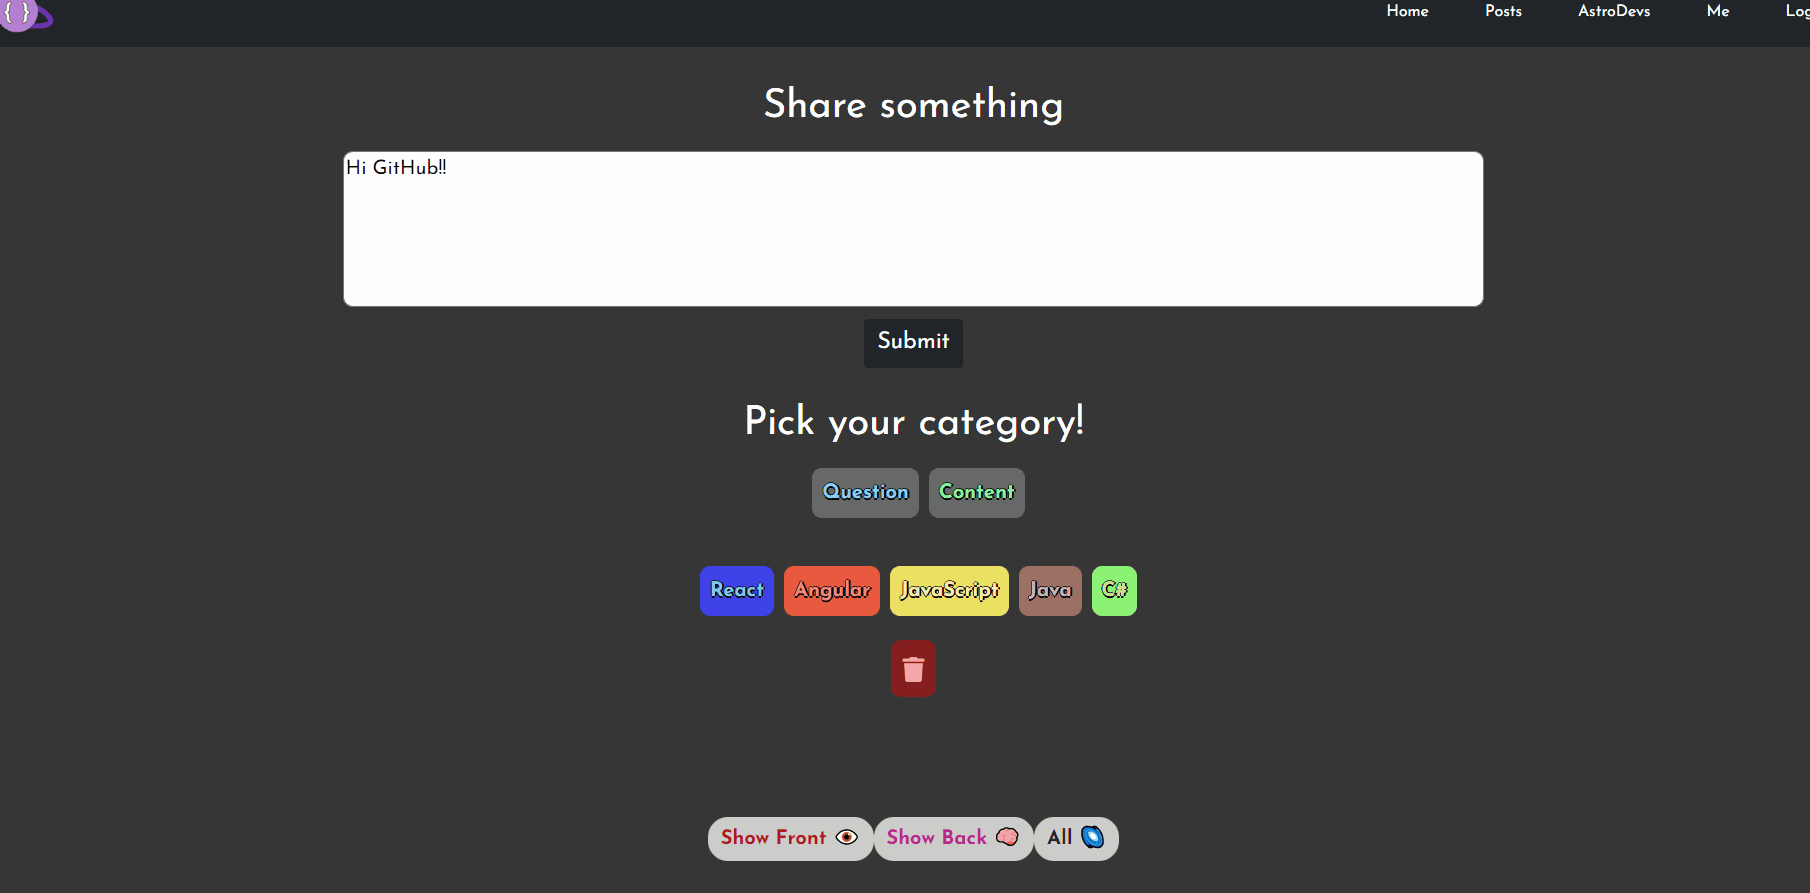 { } Home Posts AstroDevs Me
Share something
Hi GitHub!!
Submit
Pick your category!
Question Content
React Angular JavaScript Java C#
Show Front Show Back All